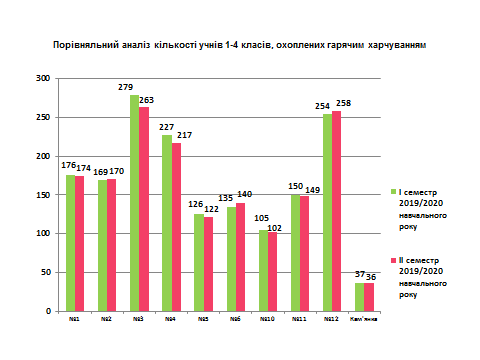 Порівняльний аналіз кількості учнів 1-4 класів, охоплених гарячим харчуванням
300
250
200
150
100
50
0
176 174
169 170
279 263
227 217
126 122
135 140
105 102
150 149
254 258
37 36
№1 №2 №3 №4 №5 №6 №10 №11 №12 Кам'янка
І семестр
2019/2020
навчального
року
ІІ семестр
2019/2020
навчального
року